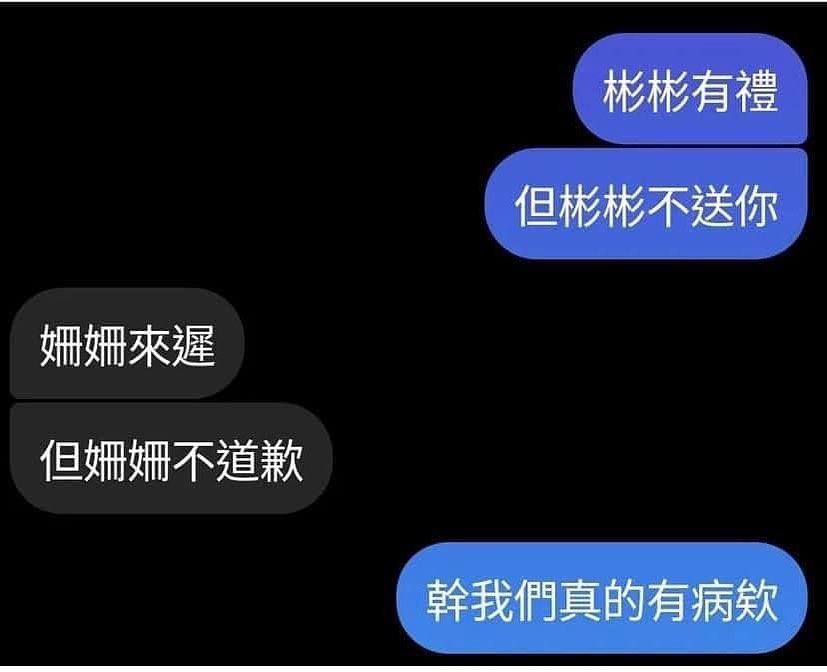 彬彬有禮
但彬彬不送你
姍姍來遲
但姍姍不道歉
幹我們真的有病欸